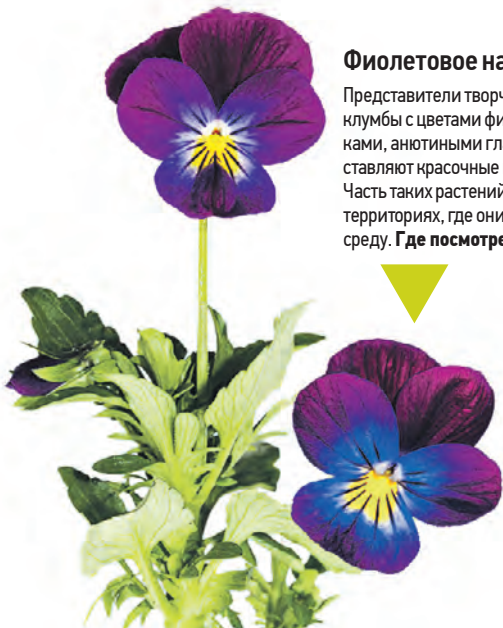 Фиолетовое на
Представители творч
клумбы с цветами фи
ками, анютиными гл
ставляют красочные
Часть таких растений
территориях, где они
среду. Где посмотре